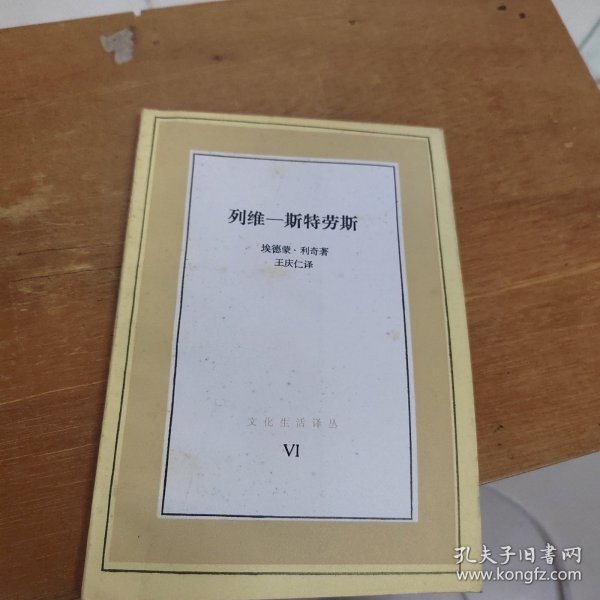 列维—斯特劳斯
埃德蒙·利奇著
王庆仁译
文化生活译丛
VI
孔夫子旧書网
www.kongfz.com